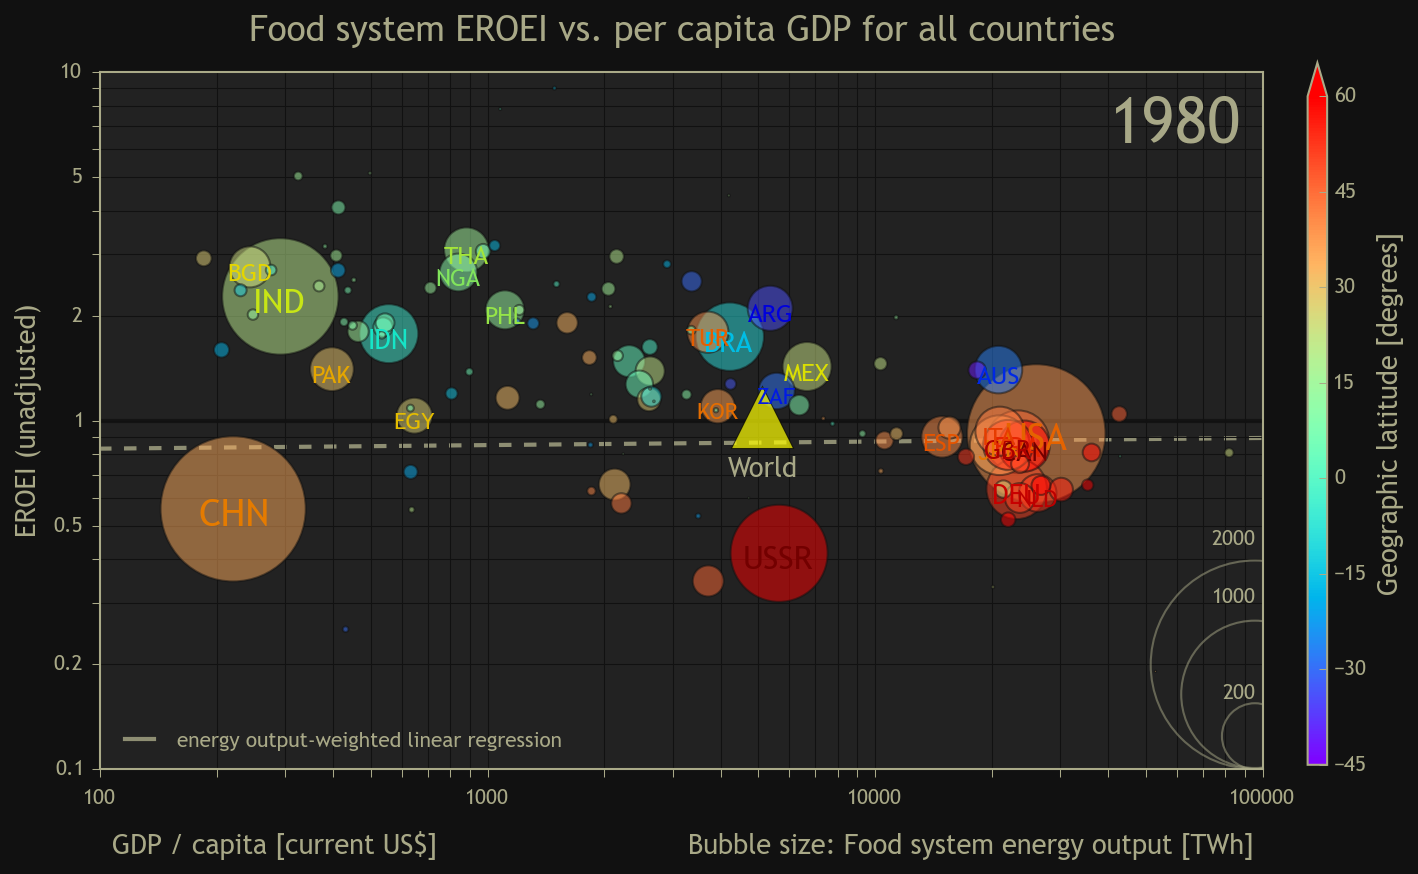 Food system EROEI vs. per capita GDP for all countries
1980
10
5
2
1
0.5
0.2
0.1
EROEI (unadjusted)
THA
NGA
BGD
IND
PHL
IDN
PAK
EGY
CHN
ARG
TUR
BRA
MEX
ZAF
KOR
World
USSR
AUS
ESP
ITA
USA
GBR
CAN
DEU
NLD
2000
1000
200
energy output-weighted linear regression
100
1000
10000
100000
GDP / capita [current US$]
Bubble size: Food system energy output [TWh]
60
45
30
15
0
−15
−30
−45
Geographic latitude [degrees]